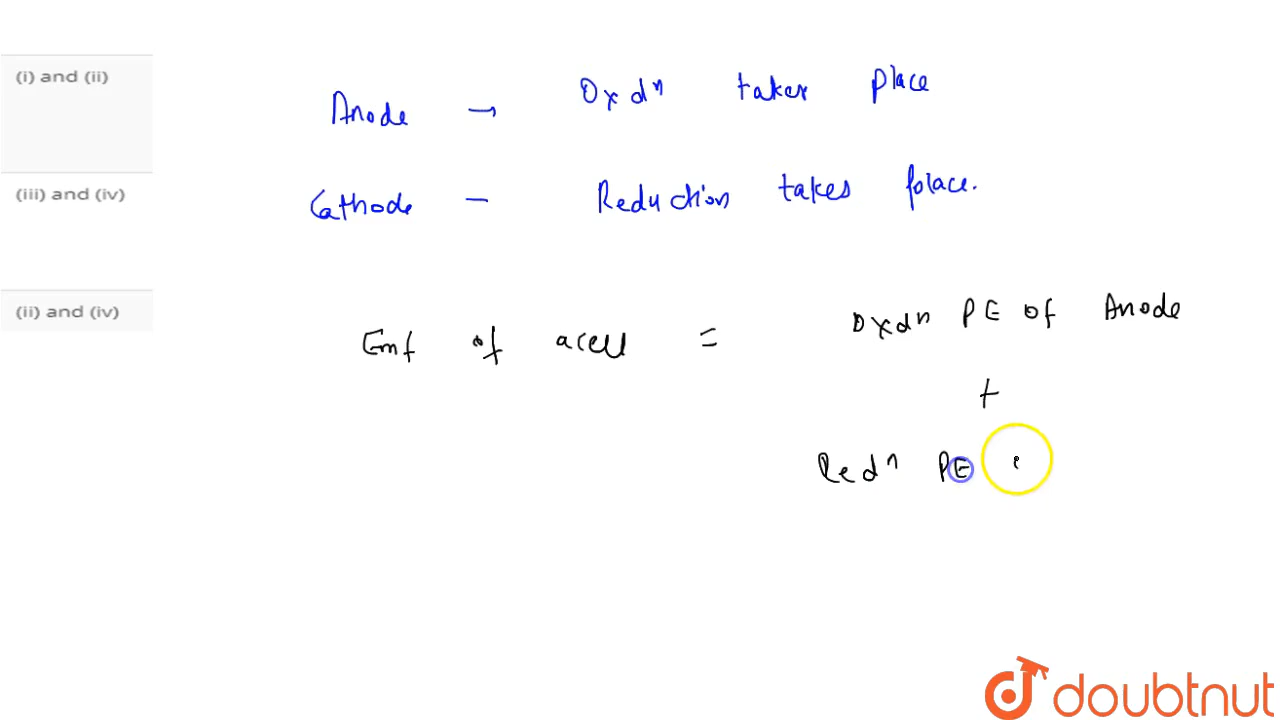 (i) and (ii)
Anode → Oxdⁿ takes place
(iii) and (iv)
Cathode - Reduction takes place.
(ii) and (iv)
Emf of a cell = Oxdⁿ PE of Anode
+
Redⁿ PE
doubtnut